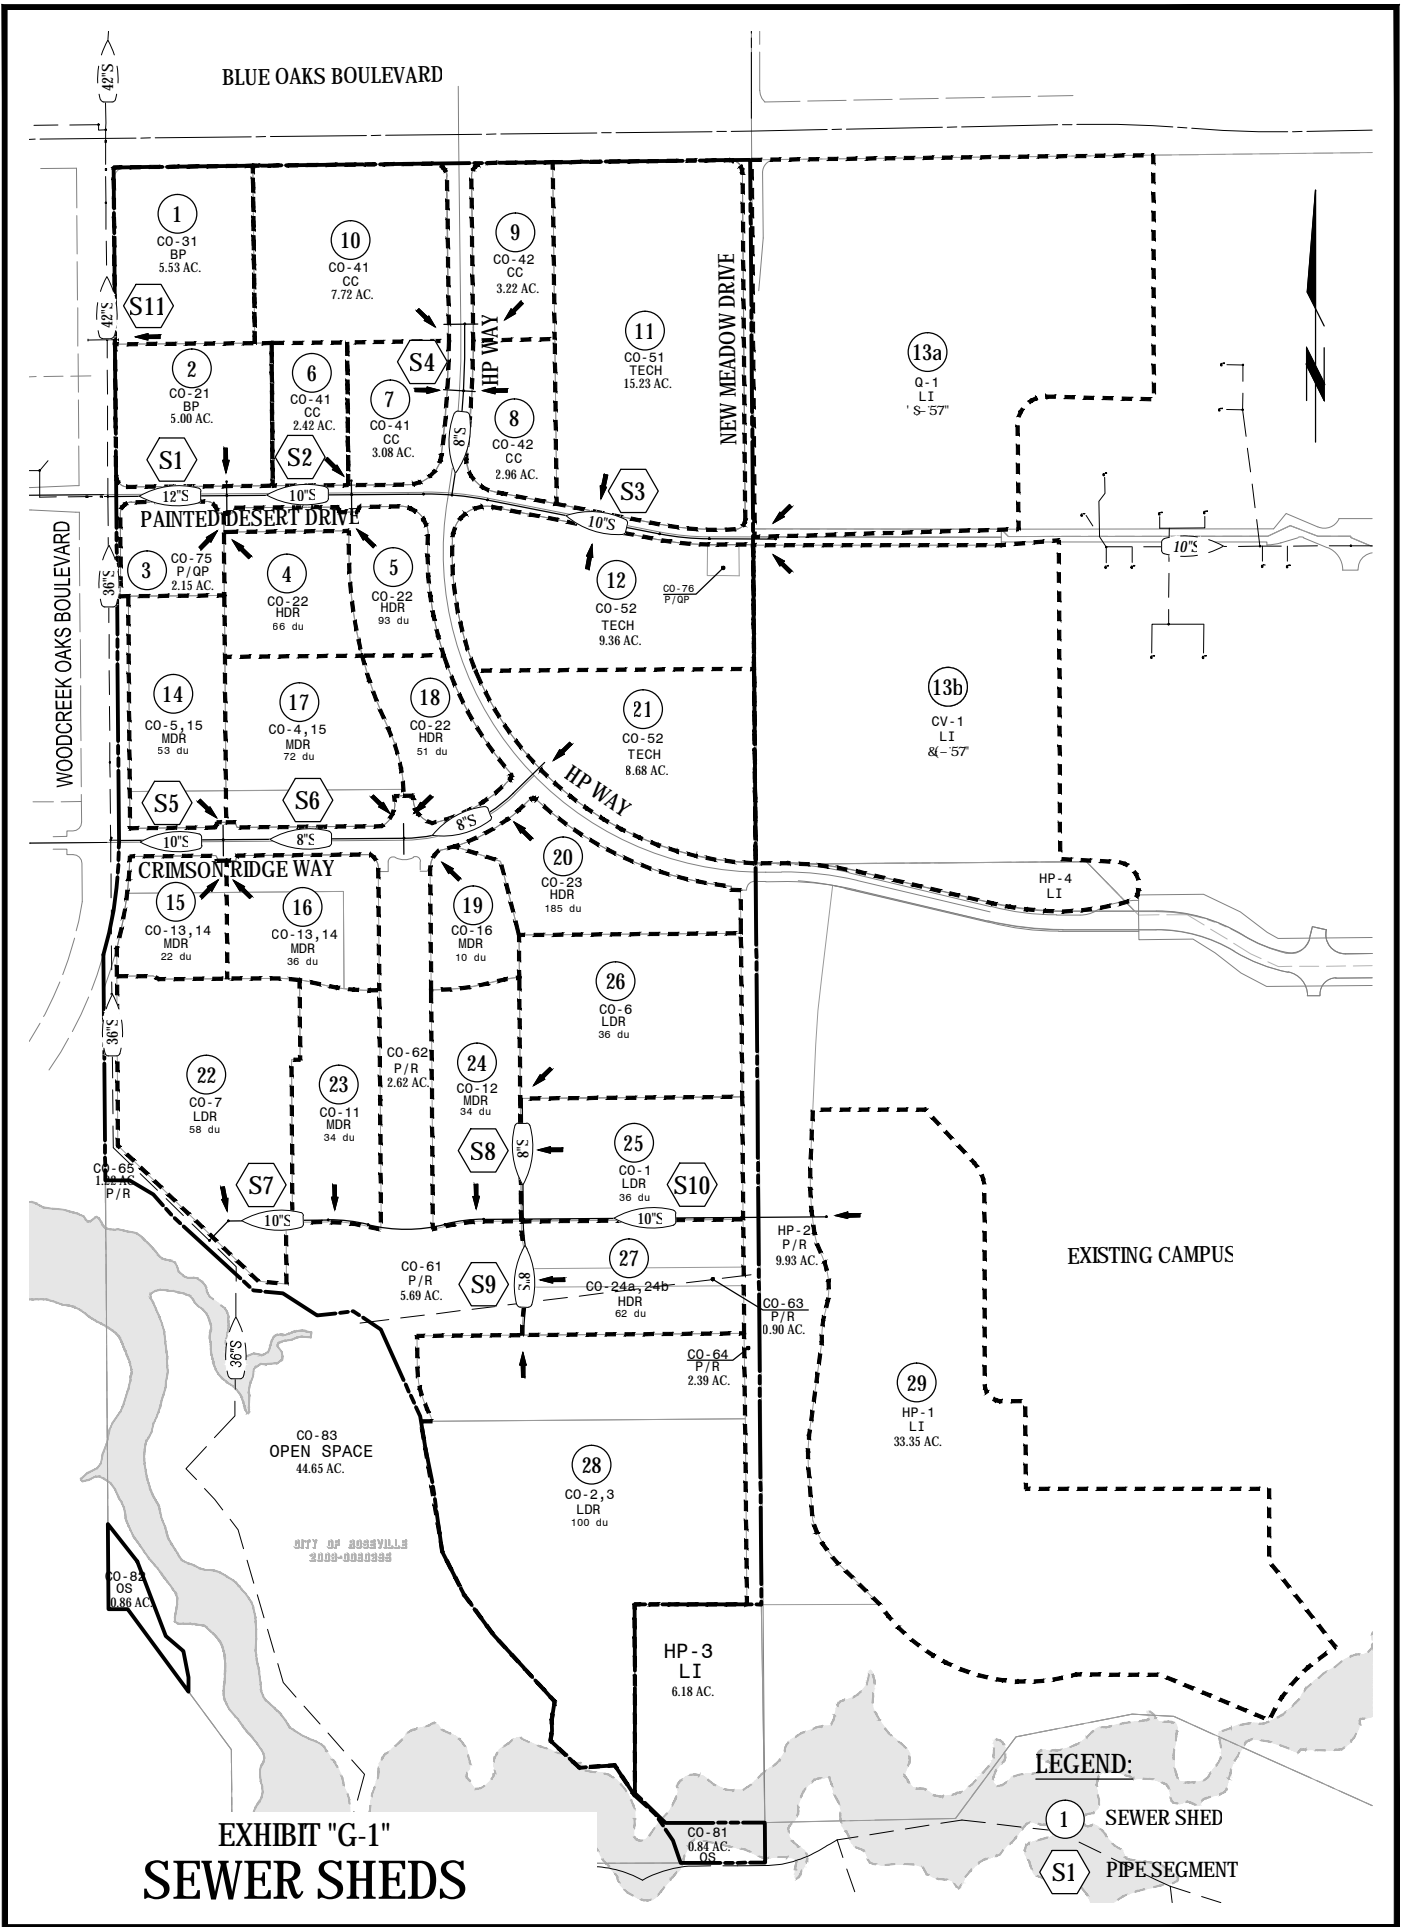 BLUE OAKS BOULEVARD
42"S
1
CO-31
BP
5.53 AC.
10
CO-41
CC
7.72 AC.
9
CO-42
CC
3.22 AC.
11
CO-51
TECH
15.23 AC.
NEW MEADOW DRIVE
13a
Q-1
LI
S11
42"S
S4
HP WAY
2
CO-21
BP
5.00 AC.
6
CO-41
CC
2.42 AC.
7
CO-41
CC
3.08 AC.
8
CO-42
CC
2.96 AC.
8"S
S1
S2
S3
12"S
10"S
10"S
PAINTED DESERT DRIVE
10"S
WOODCREEK OAKS BOULEVARD
36"S
3
CO-75
P/QP
2.15 AC.
4
CO-22
HDR
66 du
5
CO-22
HDR
93 du
12
CO-52
TECH
9.36 AC.
CO-76
P/QP
14
CO-5,15
MDR
53 du
17
CO-4,15
MDR
72 du
18
CO-22
HDR
51 du
21
CO-52
TECH
8.68 AC.
13b
CV-1
LI
HP WAY
S5
S6
10"S
8"S
8"S
CRIMSON RIDGE WAY
15
CO-13,14
MDR
22 du
16
CO-13,14
MDR
36 du
19
CO-16
MDR
10 du
20
CO-23
HDR
185 du
HP-4
LI
36"S
22
CO-7
LDR
58 du
23
CO-11
MDR
34 du
CO-62
P/R
2.62 AC.
24
CO-12
MDR
34 du
26
CO-6
LDR
36 du
25
CO-1
LDR
36 du
S8
8"S
S10
CO-65
P/R
S7
10"S
10"S
HP-2
P/R
9.93 AC.
EXISTING CAMPUS
CO-61
P/R
5.69 AC.
S9
8"S
27
CO-24a,24b
HDR
62 du
CO-63
P/R
0.90 AC.
36"S
CO-64
P/R
2.39 AC.
29
HP-1
LI
33.35 AC.
CO-83
OPEN SPACE
44.65 AC.
28
CO-2,3
LDR
100 du
CITY OF ROSEVILLE
CO-82
OS
0.86 AC.
HP-3
LI
6.18 AC.
CO-81
0.84 AC.
OS
LEGEND:
1 SEWER SHED
S1 PIPE SEGMENT
EXHIBIT "G-1"
SEWER SHEDS